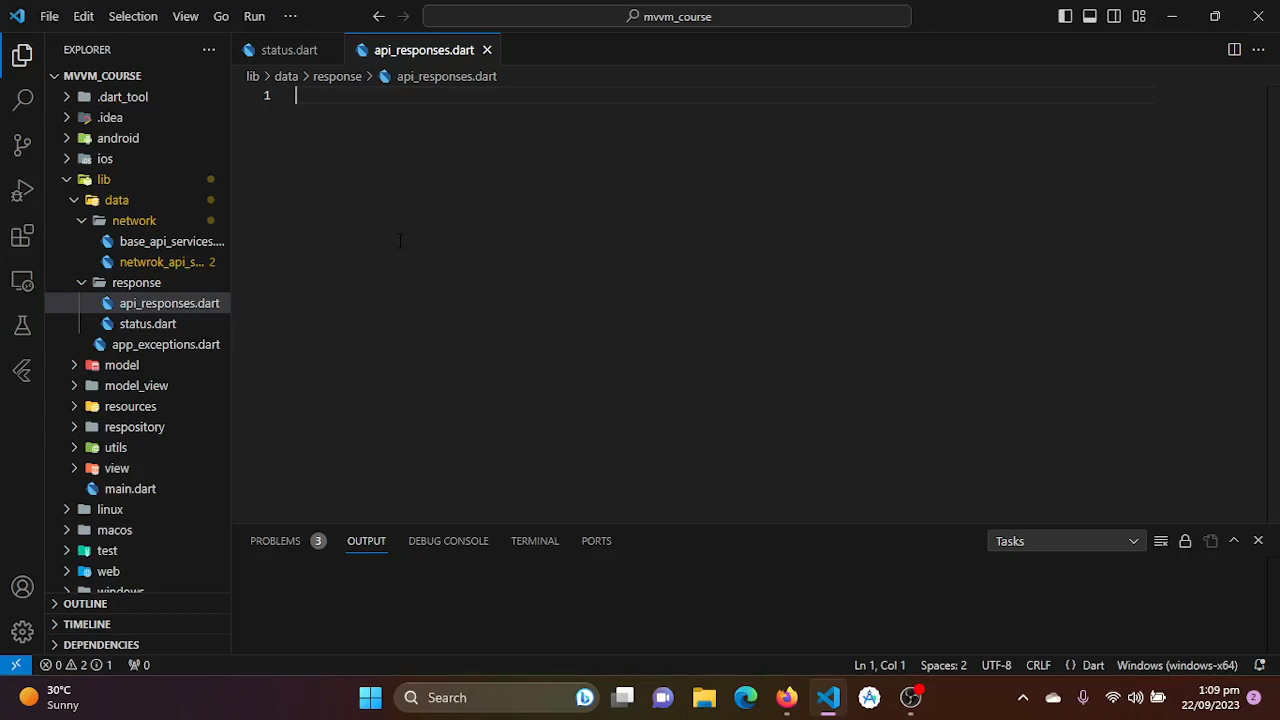 File Edit Selection View Go Run ··· mvvm_course
EXPLORER ···
MVVM_COURSE
.dart_tool
.idea
android
ios
lib
data
network
base_api_services....
netwrok_api_s... 2
response
api_responses.dart
status.dart
app_exceptions.dart
model
model_view
resources
respository
utils
view
main.dart
linux
macos
test
web
windows
OUTLINE
TIMELINE
DEPENDENCIES
status.dart api_responses.dart
lib > data > response > api_responses.dart
1
PROBLEMS 3 OUTPUT DEBUG CONSOLE TERMINAL PORTS Tasks
0 2 1 0 Ln 1, Col 1 Spaces: 2 UTF-8 CRLF {} Dart Windows (windows-x64)
30°C
Sunny
Search
1:09 pm
22/09/2023
2